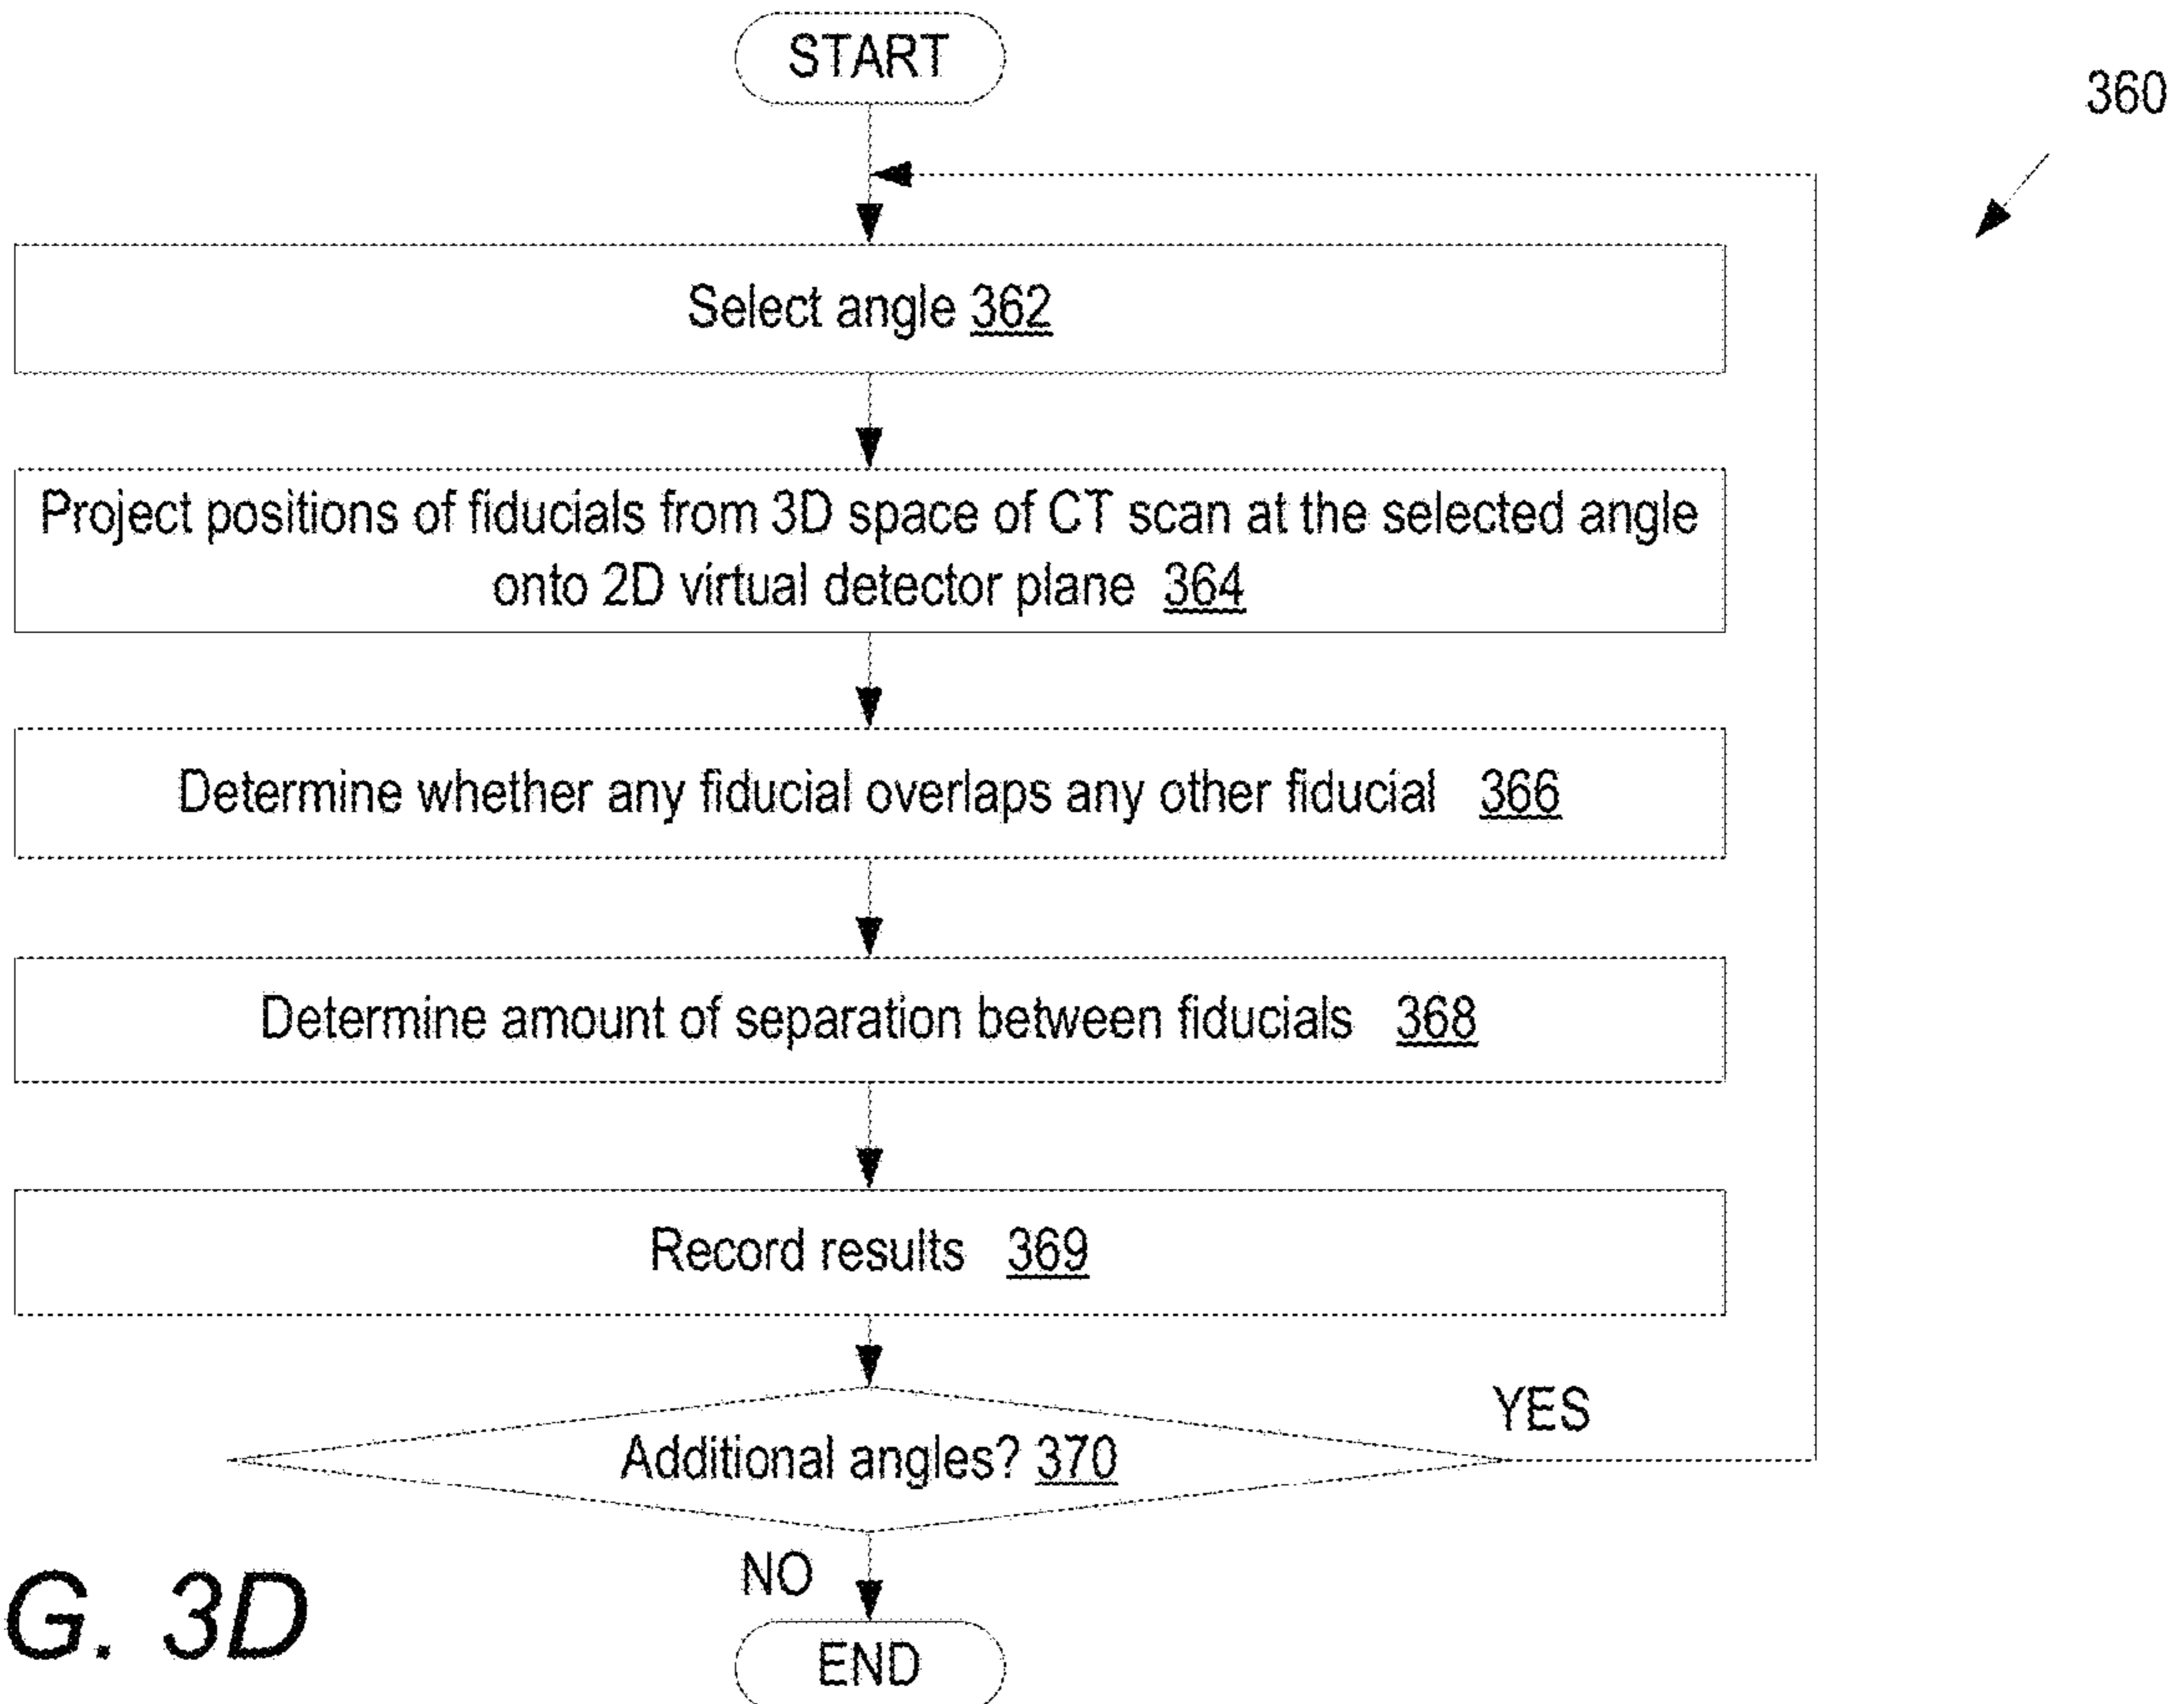 START
360
Select angle 362
Project positions of fiducials from 3D space of CT scan at the selected angle
onto 2D virtual detector plane 364
Determine whether any fiducial overlaps any other fiducial 366
Determine amount of separation between fiducials 368
Record results 369
YES
Additional angles? 370
NO
G. 3D
END